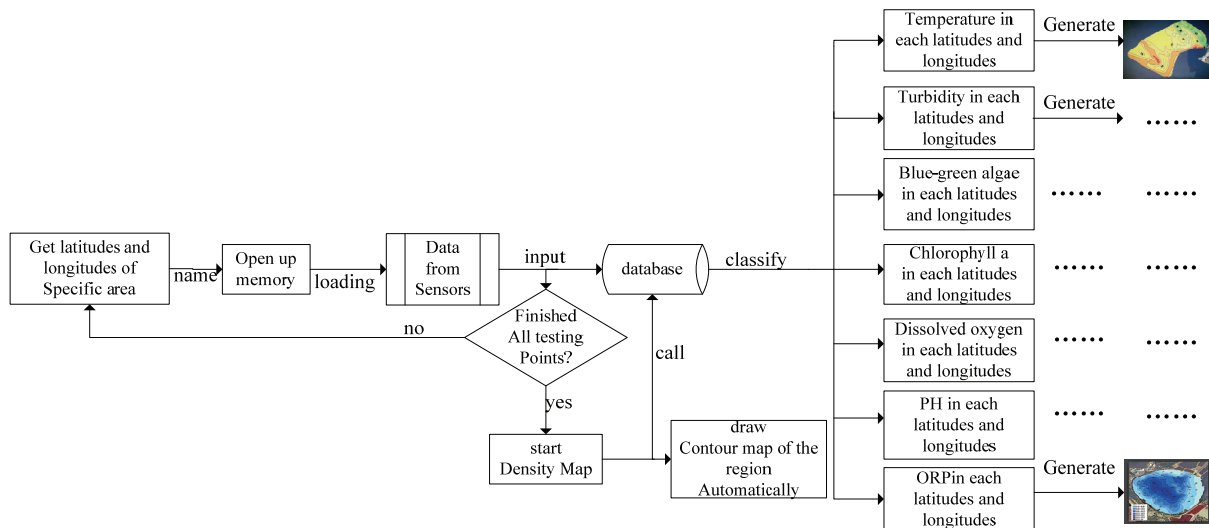 Get latitudes and
longitudes of
Specific area
name
Open up
memory
loading
Data
from
Sensors
input
Finished
All testing
Points?
no
yes
start
Density Map
call
draw
Contour map of the
region
Automatically
database
classify
Temperature in
each latitudes and
longitudes
Generate
Turbidity in each
latitudes and
longitudes
Generate
......
Blue-green algae
in each latitudes
and longitudes
...... ......
Chlorophyll a
in each latitudes
and longitudes
...... ......
Dissolved oxygen
in each latitudes
and longitudes
...... ......
PH in each
latitudes and
longitudes
...... ......
ORPin each
latitudes and
longitudes
Generate